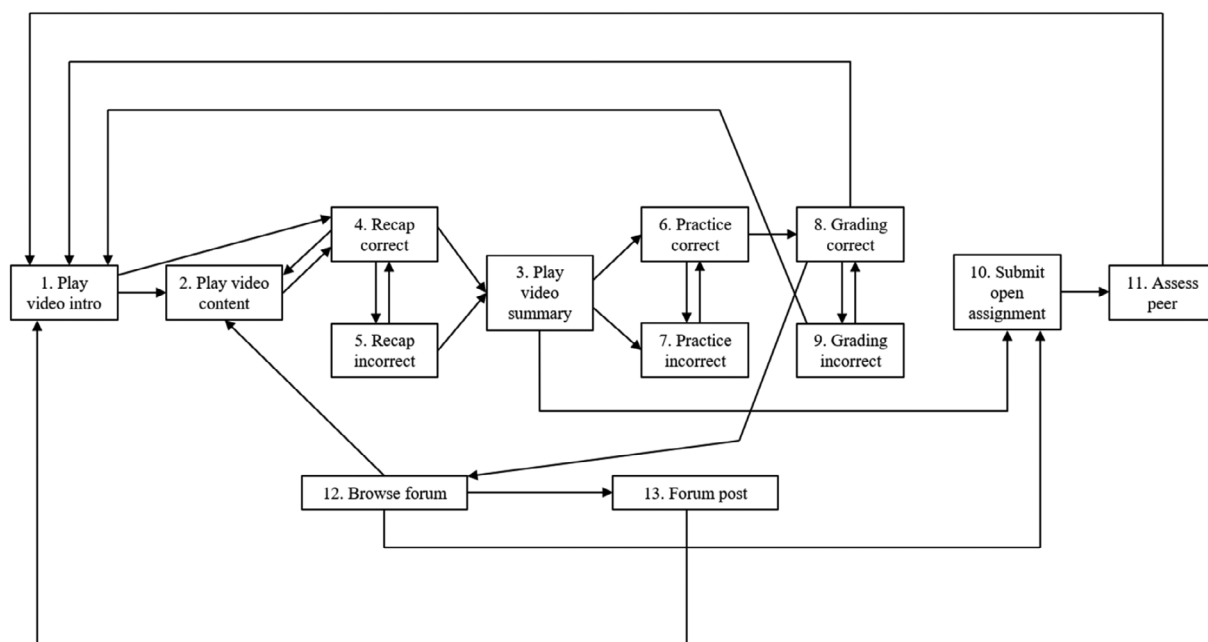 4. Recap
correct
6. Practice
correct
8. Grading
correct
1. Play
video intro
2. Play video
content
3. Play
video
summary
10. Submit
open
assignment
11. Assess
peer
5. Recap
incorrect
7. Practice
incorrect
9. Grading
incorrect
12. Browse forum
13. Forum post